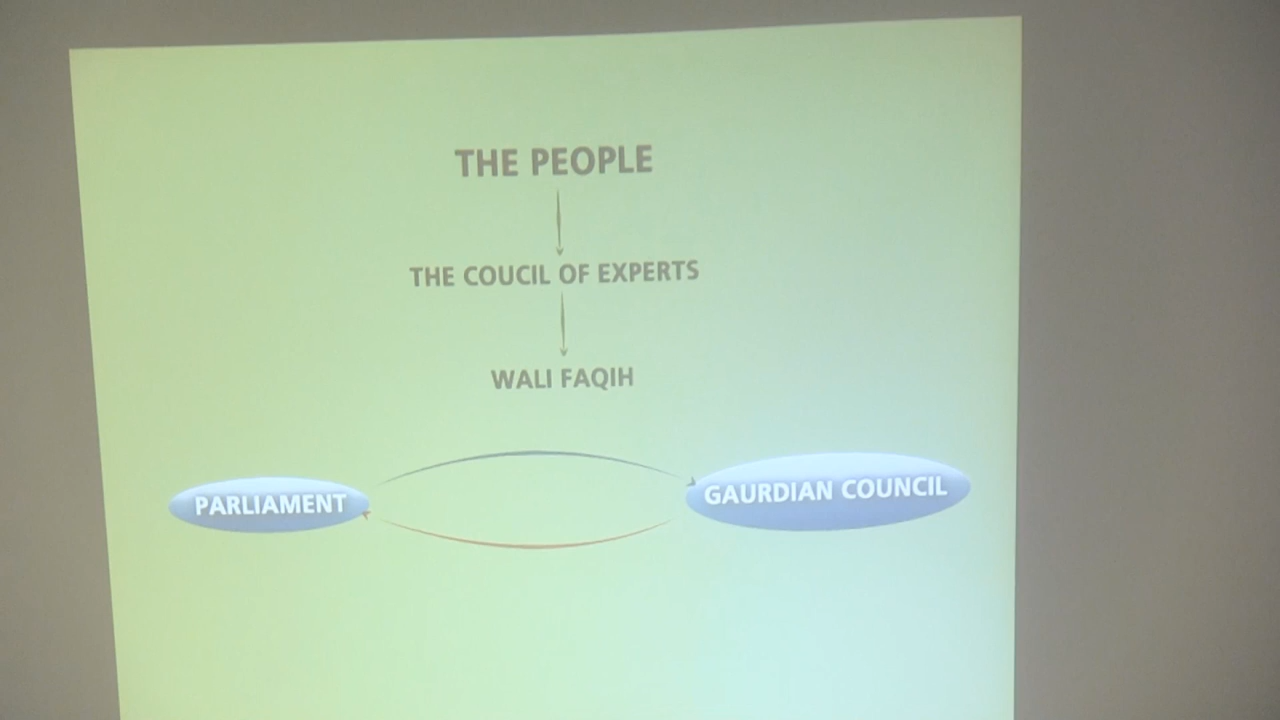 THE PEOPLE
THE COUCIL OF EXPERTS
WALI FAQIH
PARLIAMENT
GAURDIAN COUNCIL